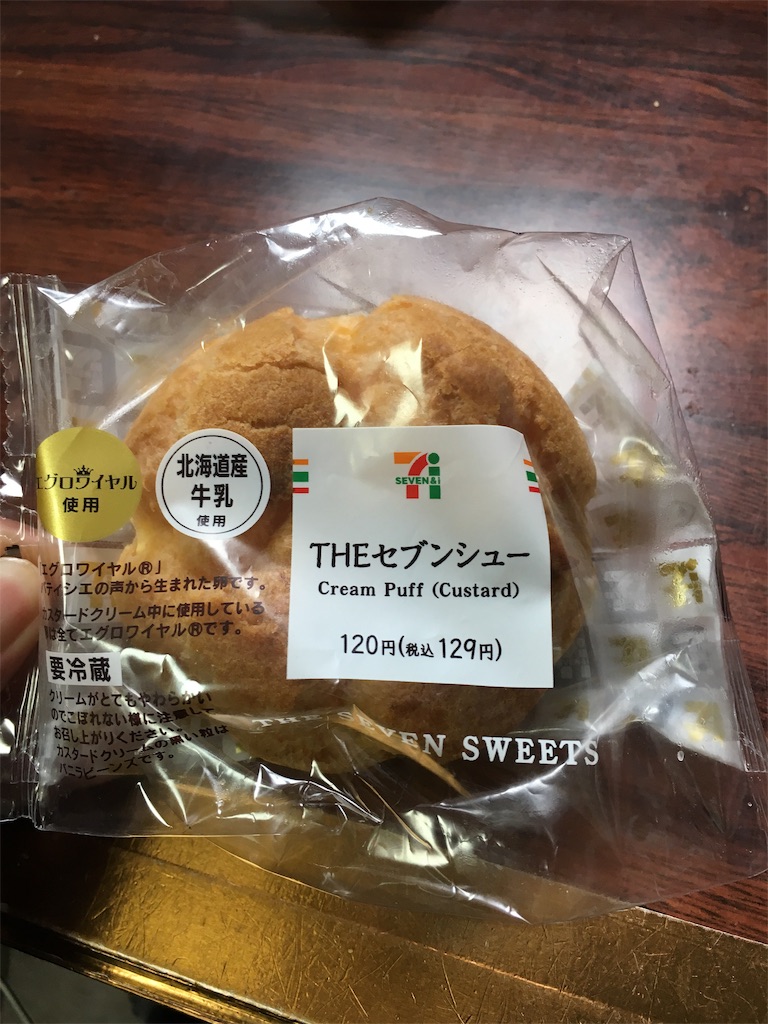 エグロワイヤル
使用
北海道産
牛乳
使用
SEVEN&i
THEセブンシュー
Cream Puff (Custard)
120円(税込129円)
エグロワイヤル®」
パティシエの声から生まれた卵です。
カスタードクリーム中に使用している
は全てエグロワイヤル®です。
要冷蔵
クリームがとてもやわらかい
のでこぼれない様に注意して
お召し上がりください。
カスタードクリームの黒い粒は
バニラビーンズです。
THE SEVEN SWEETS